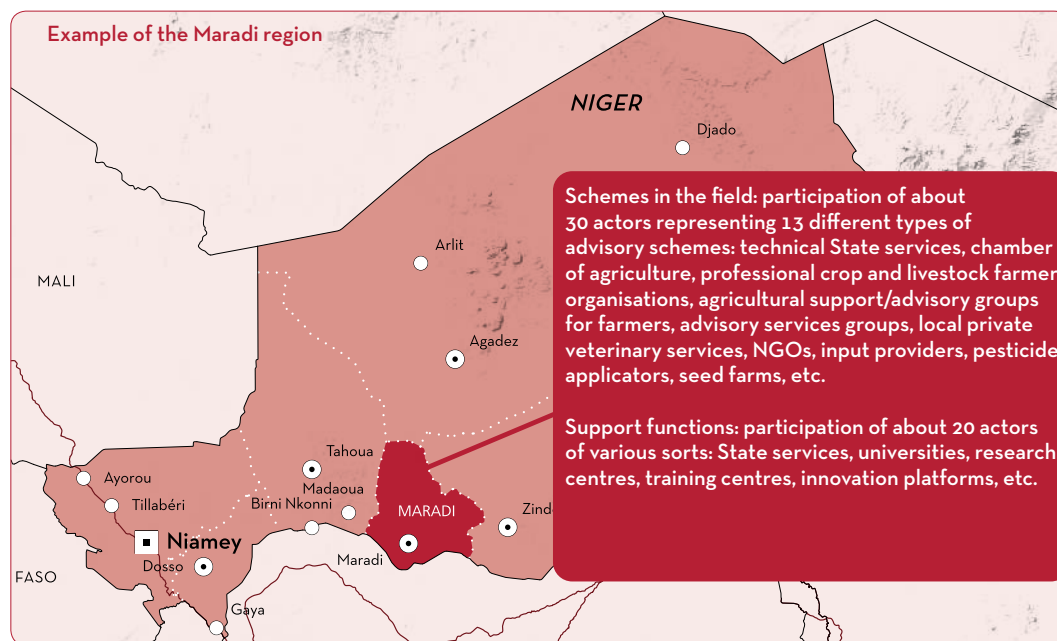 Example of the Maradi region
NIGER
Djado
Schemes in the field: participation of about
30 actors representing 13 different types of
advisory schemes: technical State services, chamber
of agriculture, professional crop and livestock farmer
organisations, agricultural support/advisory groups
for farmers, advisory services groups, local private
veterinary services, NGOs, input providers, pesticide
applicators, seed farms, etc.
Support functions: participation of about 20 actors
of various sorts: State services, universities, research
centres, training centres, innovation platforms, etc.
Arlit
MALI
Agadez
Tahoua
Madaoua
Ayorou
Birni Nkonni
Tillabéri
MARADI
Niamey
Maradi
Dosso
FASO
Gaya